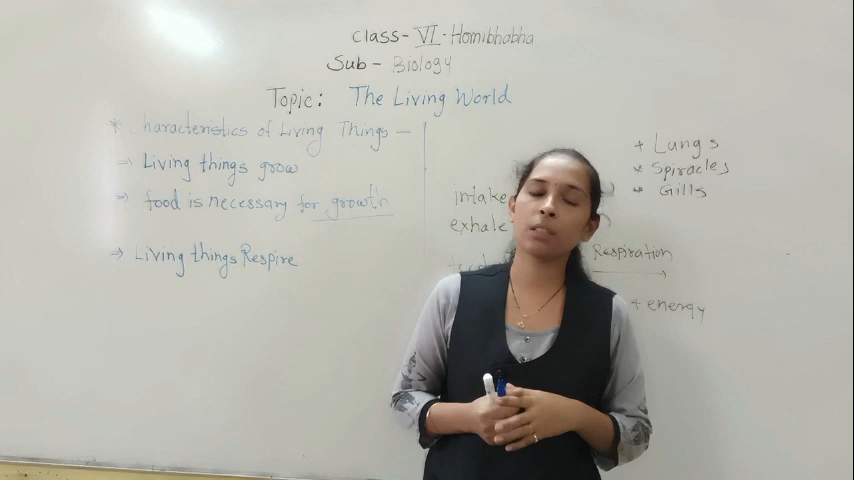 Class - VI - Homibhabha
Sub - Biology
Topic: The Living World
* Characteristics of Living Things -
⇒ Living things grow
⇒ food is necessary for growth
⇒ Living things Respire
+ Lungs
* Spiracles
* Gills
intake
exhale
Respiration
+ energy